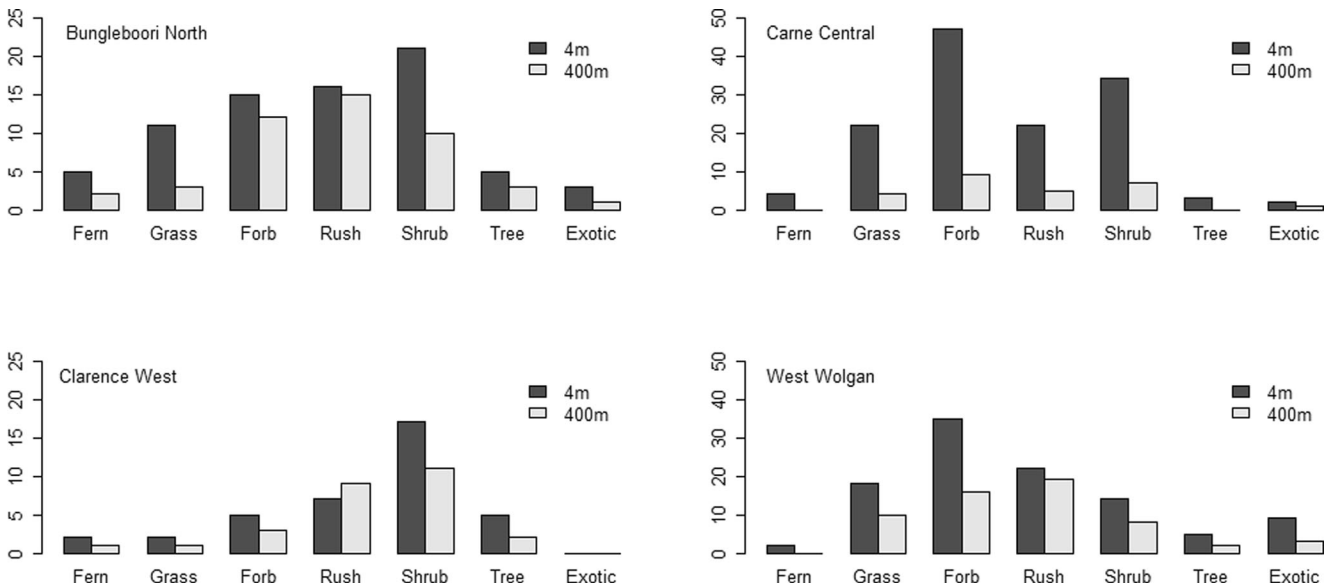 Bungleboori North
4m
400m
25
20
15
10
5
0
Fern Grass Forb Rush Shrub Tree Exotic
Carne Central
4m
400m
50
40
30
20
10
0
Fern Grass Forb Rush Shrub Tree Exotic
Clarence West
4m
400m
25
20
15
10
5
0
Fern Grass Forb Rush Shrub Tree Exotic
West Wolgan
4m
400m
50
40
30
20
10
0
Fern Grass Forb Rush Shrub Tree Exotic